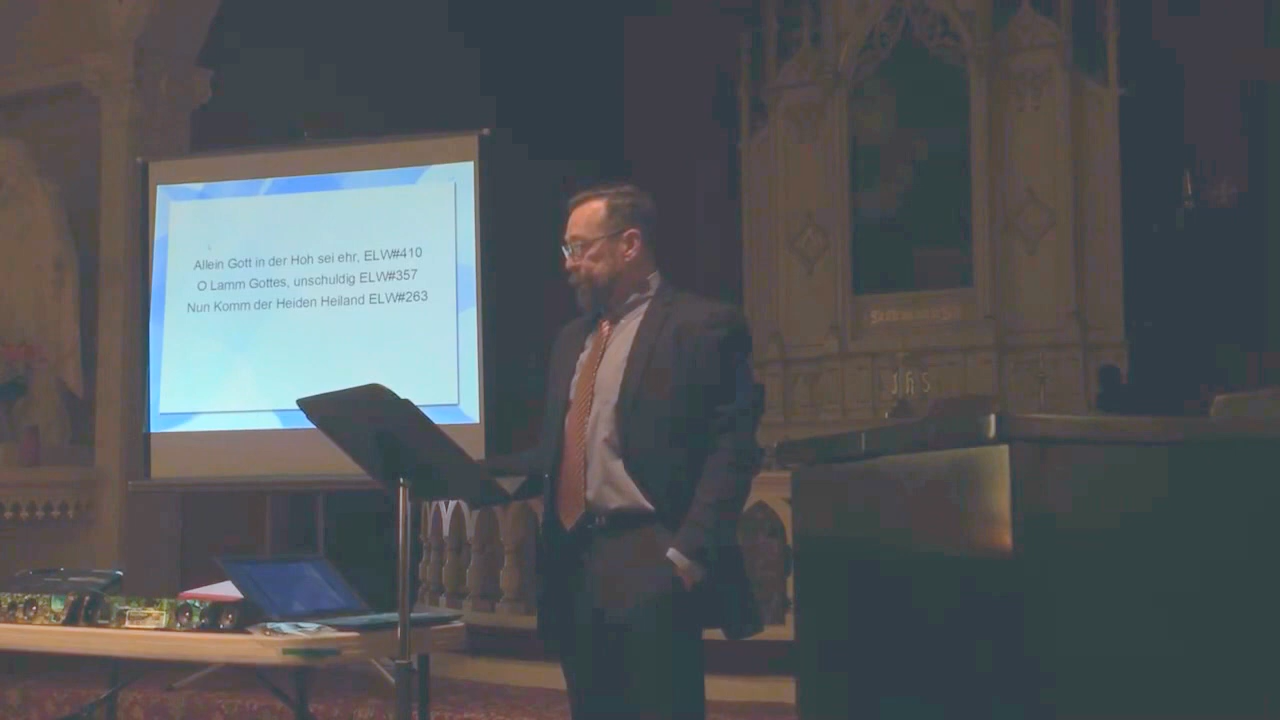 Allein Gott in der Hoh sei ehr, ELW#410
O Lamm Gottes, unschuldig ELW#357
Nun Komm der Heiden Heiland ELW#263
IHS